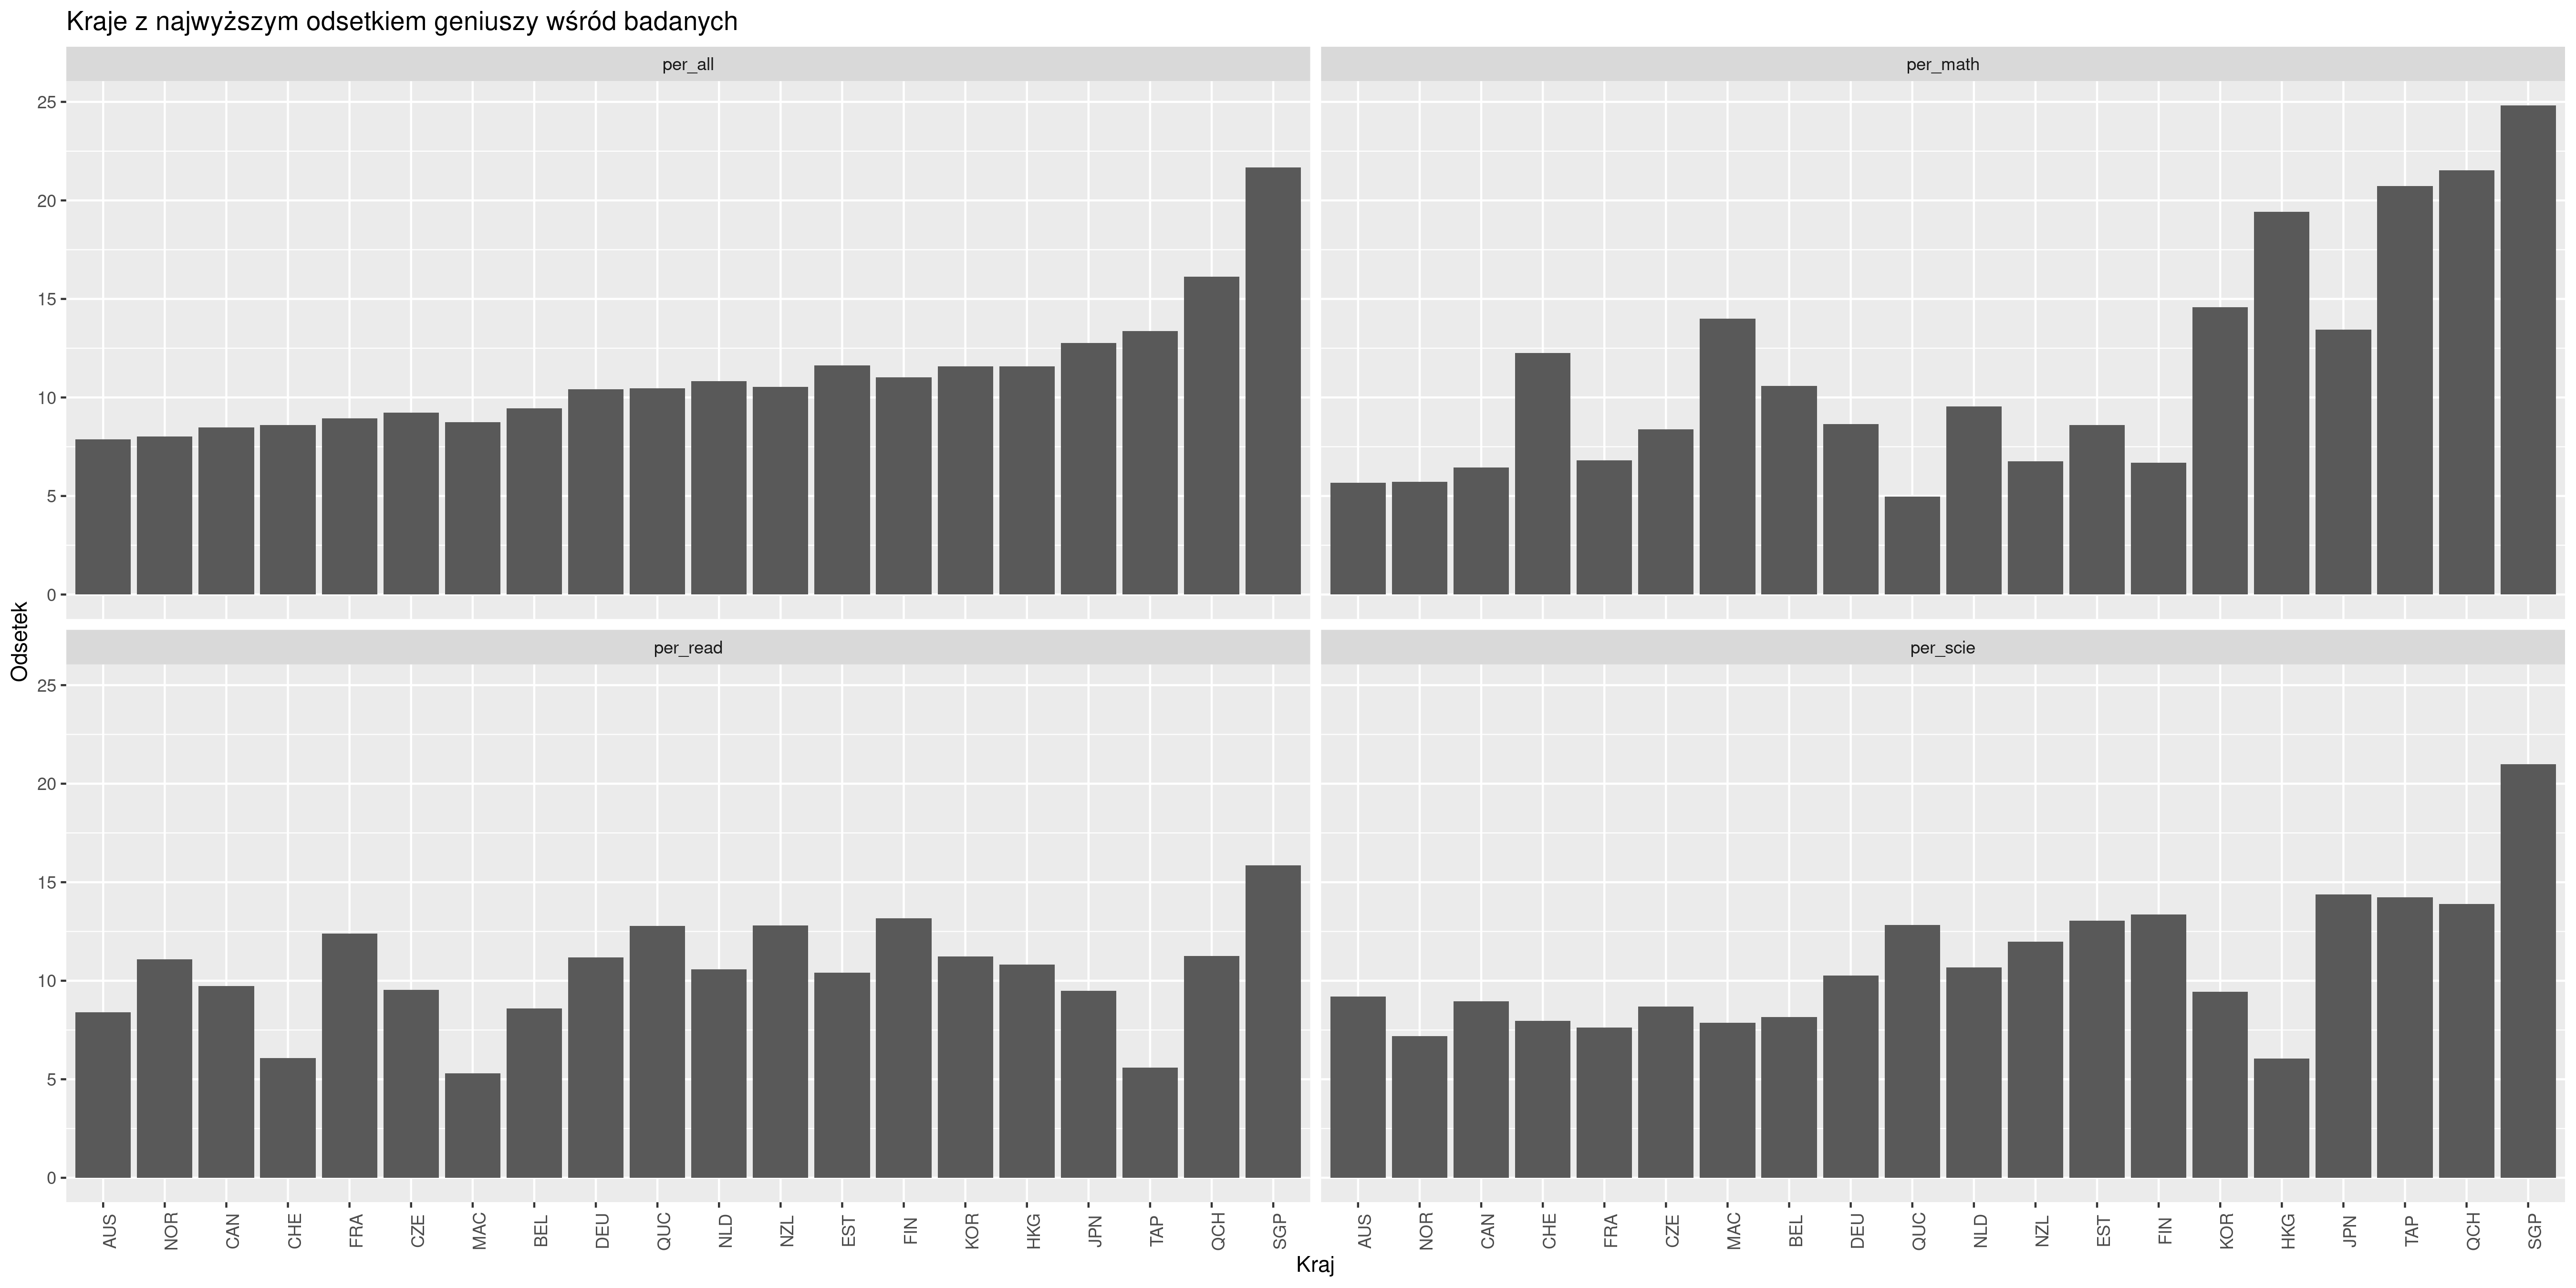 Kraje z najwyższym odsetkiem geniuszy wśród badanych
per_all
per_math
25
20
15
10
5
0
per_read
per_scie
25
20
15
10
5
0
Odsetek
AUS NOR CAN CHE FRA CZE MAC BEL DEU QUC NLD NZL EST FIN KOR HKG JPN TAP QCH SGP
AUS NOR CAN CHE FRA CZE MAC BEL DEU QUC NLD NZL EST FIN KOR HKG JPN TAP QCH SGP
Kraj